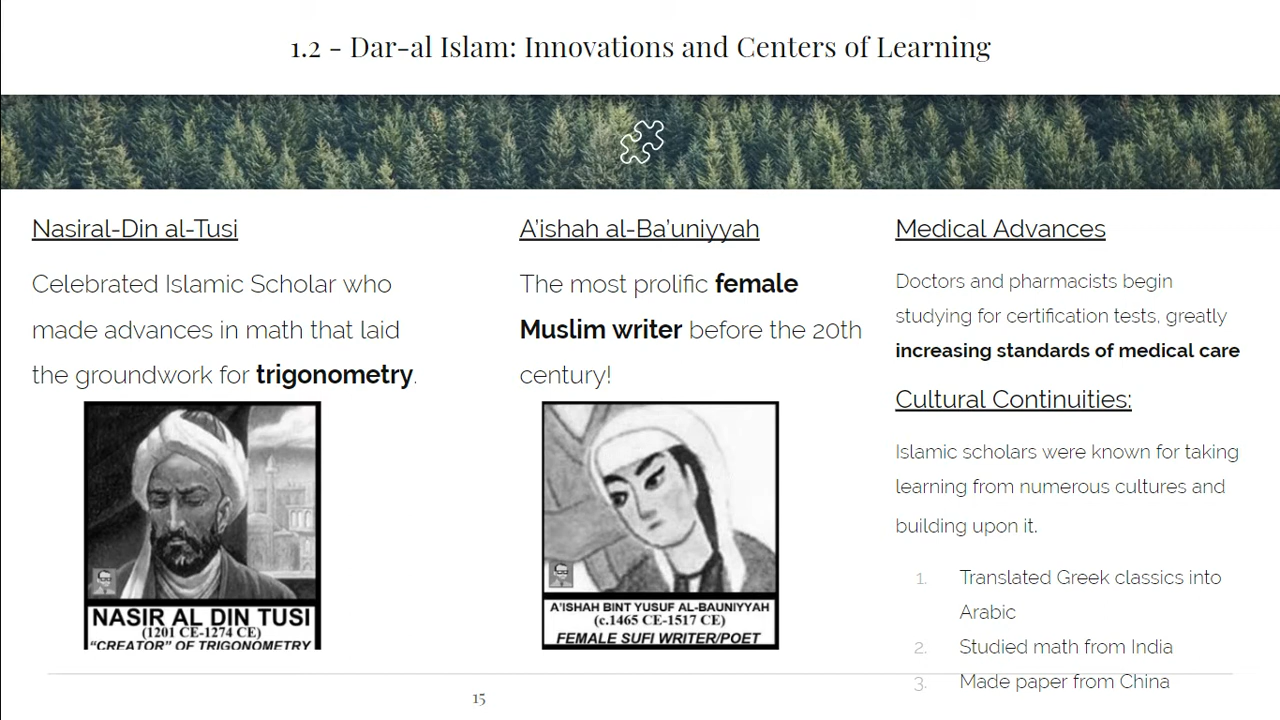 1.2 - Dar-al Islam: Innovations and Centers of Learning
Nasiral-Din al-Tusi
Celebrated Islamic Scholar who
made advances in math that laid
the groundwork for trigonometry.
NASIR AL DIN TUSI
(1201 CE-1274 CE)
"CREATOR" OF TRIGONOMETRY
A'ishah al-Ba'uniyyah
The most prolific female
Muslim writer before the 20th
century!
A'ISHAH BINT YUSUF AL-BAUNIYYAH
(c.1465 CE-1517 CE)
FEMALE SUFI WRITER/POET
Medical Advances
Doctors and pharmacists begin
studying for certification tests, greatly
increasing standards of medical care
Cultural Continuities:
Islamic scholars were known for taking
learning from numerous cultures and
building upon it.
1. Translated Greek classics into
Arabic
2. Studied math from India
3. Made paper from China
15